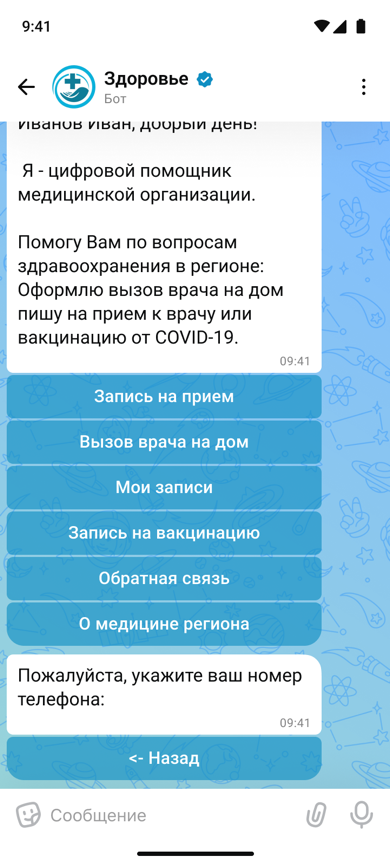 9:41
Здоровье
Бот
Иванов Иван, добрый день!
Я - цифровой помощник
медицинской организации.
Помогу Вам по вопросам
здравоохранения в регионе:
Оформлю вызов врача на дом
пишу на прием к врачу или
вакцинацию от COVID-19.
09:41
Запись на прием
Вызов врача на дом
Мои записи
Запись на вакцинацию
Обратная связь
О медицине региона
Пожалуйста, укажите ваш номер
телефона:
09:41
<- Назад
Сообщение